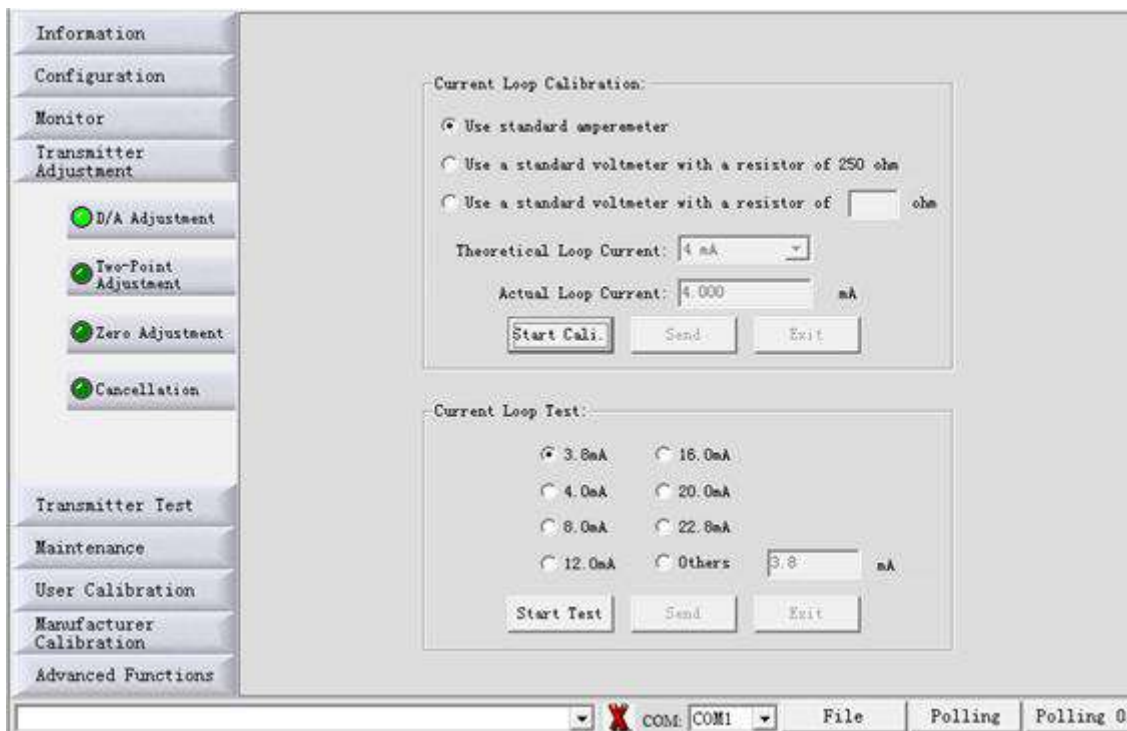 Information
Configuration
Monitor
Transmitter
Adjustment
D/A Adjustment
Two-Point
Adjustment
Zero Adjustment
Cancellation
Transmitter Test
Maintenance
User Calibration
Manufacturer
Calibration
Advanced Functions
Current Loop Calibration:
Use standard amperemeter
Use a standard voltmeter with a resistor of 250 ohm
Use a standard voltmeter with a resistor of ohm
Theoretical Loop Current: 4 mA
Actual Loop Current: 4.000 mA
Start Cali. Send Exit
Current Loop Test:
3.8mA 16.0mA
4.0mA 20.0mA
8.0mA 22.8mA
12.0mA Others 3.8 mA
Start Test Send Exit
COM: COM1 File Polling Polling 0